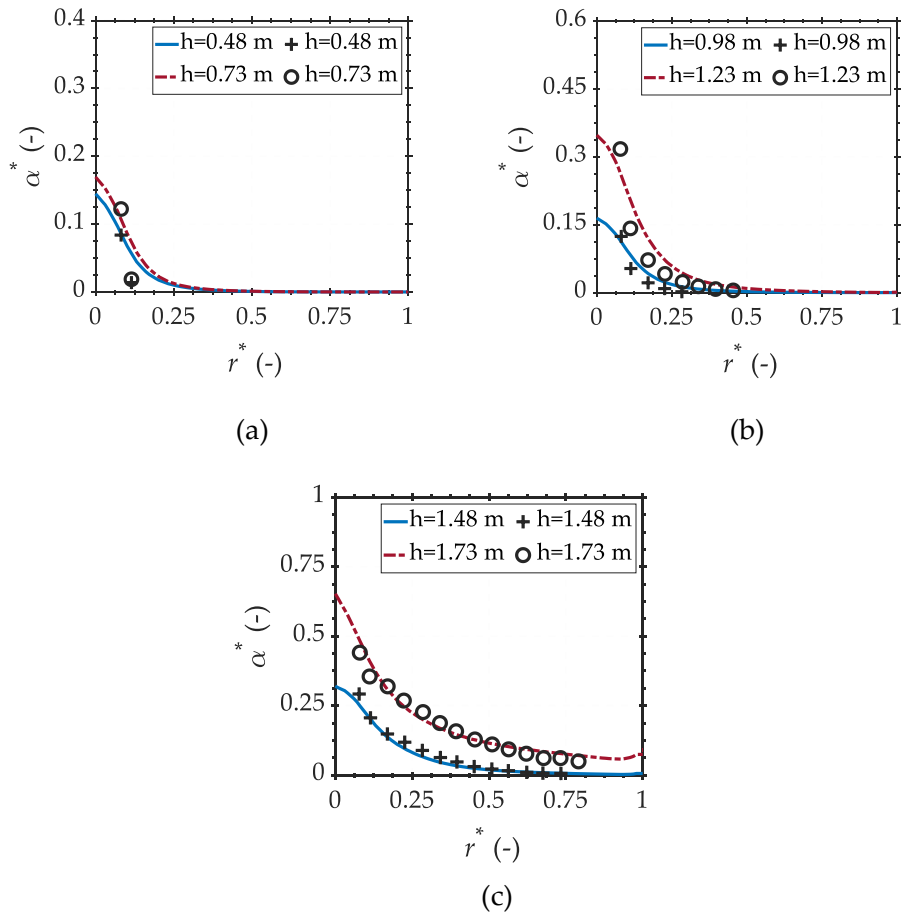 0.4
0.3
0.2
0.1
0
α* (-)
h=0.48 m h=0.48 m
h=0.73 m h=0.73 m
0 0.25 0.5 0.75 1
r* (-)
(a)
0.6
0.45
0.3
0.15
0
α* (-)
h=0.98 m h=0.98 m
h=1.23 m h=1.23 m
0 0.25 0.5 0.75 1
r* (-)
(b)
1
0.75
0.5
0.25
0
α* (-)
h=1.48 m h=1.48 m
h=1.73 m h=1.73 m
0 0.25 0.5 0.75 1
r* (-)
(c)